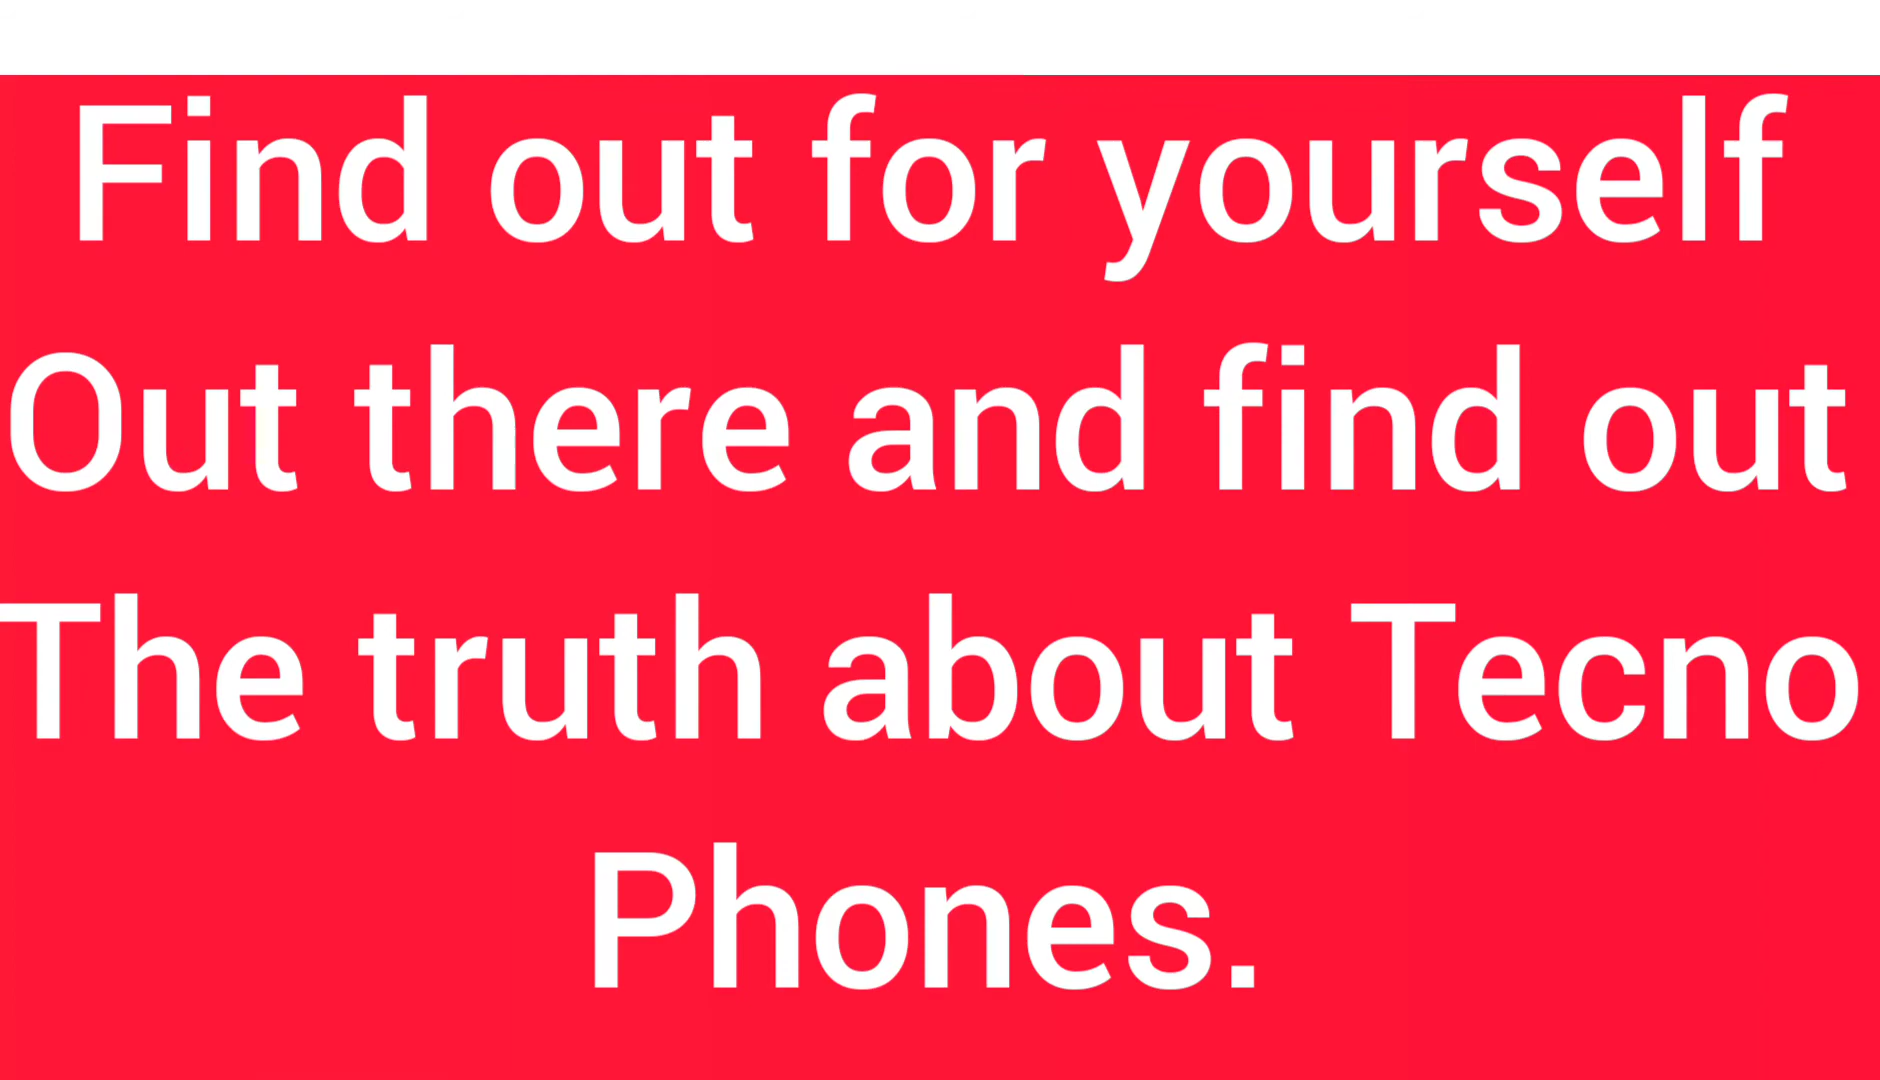 Find out for yourself
Out there and find out
The truth about Tecno
Phones.